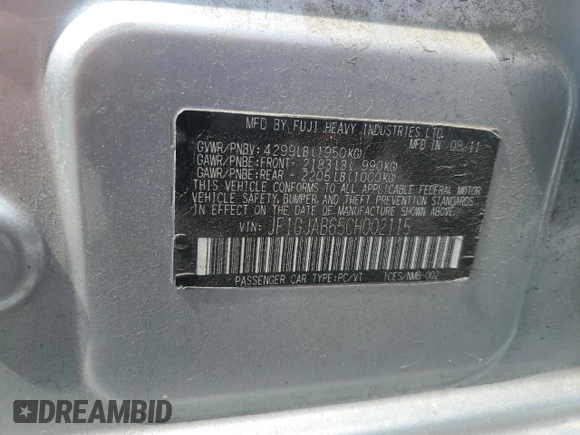 MFD BY FUJI HEAVY INDUSTRIES LTD.
GVWR/PNBV: 4299LB(1950KG) IN 08/11
GAWR/PNBE:FRONT- 2183LB( 990KG)
GAWR/PNBE:REAR - 2205LB(1000KG)
THIS VEHICLE CONFORMS TO ALL APPLICABLE FEDERAL MOTOR
VEHICLE SAFETY, BUMPER, AND THEFT PREVENTION STANDARDS
IN EFFECT ON THE DATE OF MANUFACTURE SHOWN ABOVE.
VIN: JF1GJAB65CH002115
PASSENGER CAR TYPE:PC/VT ICES/NMB-002
DREAMBID